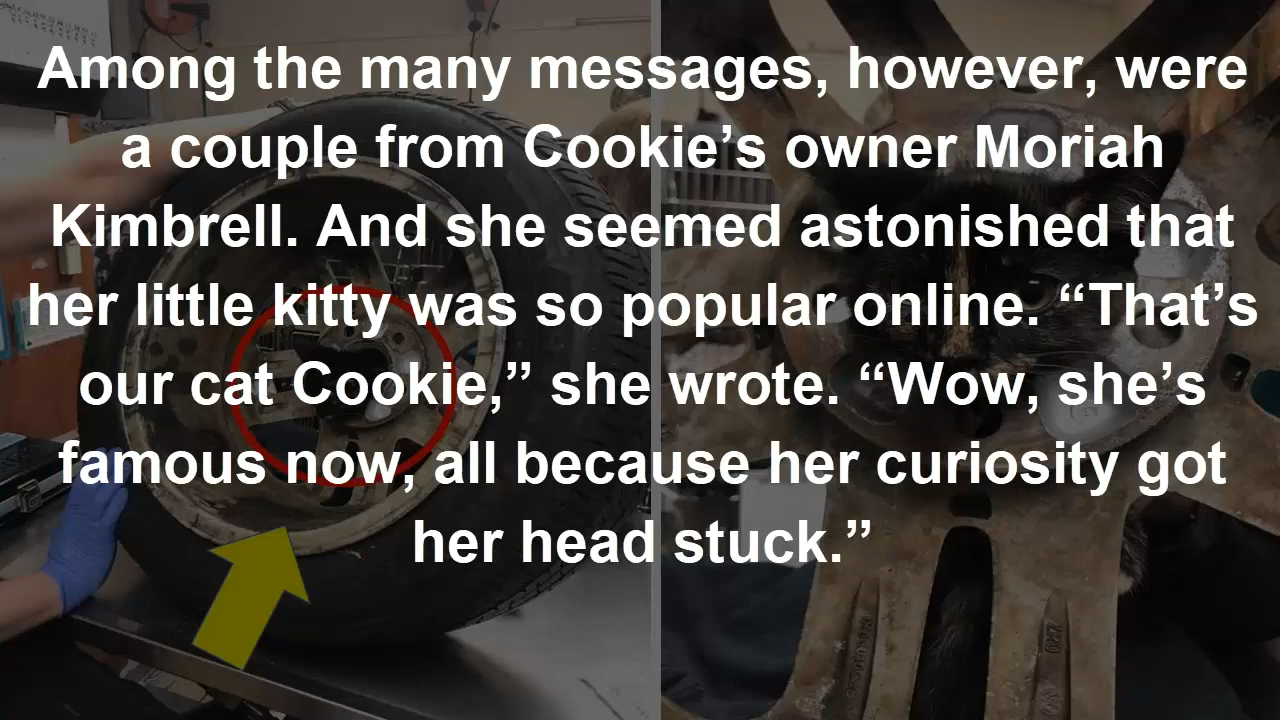 Among the many messages, however, were
a couple from Cookie’s owner Moriah
Kimbrell. And she seemed astonished that
her little kitty was so popular online. “That’s
our cat Cookie,” she wrote. “Wow, she’s
famous now, all because her curiosity got
her head stuck.”